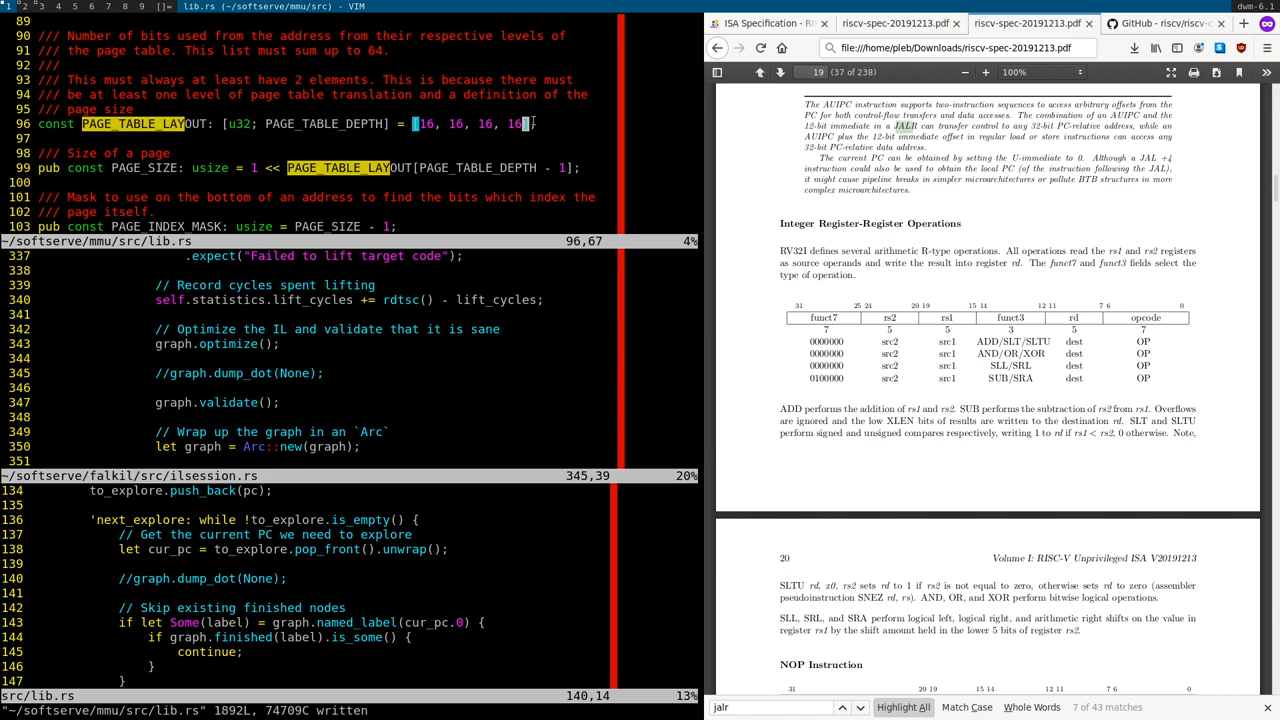 1 2 3 4 5 6 7 8 9 []= lib.rs (~/softserve/mmu/src) - VIM
dwm-6.1
89
90 /// Number of bits used from the address from their respective levels of
91 /// the page table. This list must sum up to 64.
92 ///
93 /// This must always at least have 2 elements. This is because there must
94 /// be at least one level of page table translation and a definition of the
95 /// page size
96 const PAGE_TABLE_LAYOUT: [u32; PAGE_TABLE_DEPTH] = [16, 16, 16, 16];
97
98 /// Size of a page
99 pub const PAGE_SIZE: usize = 1 << PAGE_TABLE_LAYOUT[PAGE_TABLE_DEPTH - 1];
100
101 /// Mask to use on the bottom of an address to find the bits which index the
102 /// page itself.
103 pub const PAGE_INDEX_MASK: usize = PAGE_SIZE - 1;
~/softserve/mmu/src/lib.rs 96,67 4%
337 .expect("Failed to lift target code");
338
339 // Record cycles spent lifting
340 self.statistics.lift_cycles += rdtsc() - lift_cycles;
341
342 // Optimize the IL and validate that it is sane
343 graph.optimize();
344
345 //graph.dump_dot(None);
346
347 graph.validate();
348
349 // Wrap up the graph in an `Arc`
350 let graph = Arc::new(graph);
351
~/softserve/falkil/src/ilsession.rs 345,39 20%
134 to_explore.push_back(pc);
135
136 'next_explore: while !to_explore.is_empty() {
137 // Get the current PC we need to explore
138 let cur_pc = to_explore.pop_front().unwrap();
139
140 //graph.dump_dot(None);
141
142 // Skip existing finished nodes
143 if let Some(label) = graph.named_label(cur_pc.0) {
144 if graph.finished(label).is_some() {
145 continue;
146 }
147 }
src/lib.rs 140,14 13%
"~/softserve/mmu/src/lib.rs" 1892L, 74709C written
ISA Specification - RI
riscv-spec-20191213.pdf
riscv-spec-20191213.pdf
GitHub - riscv/riscv-c
file:///home/pleb/Downloads/riscv-spec-20191213.pdf
19 (37 of 238)
100%
The AUIPC instruction supports two-instruction sequences to access arbitrary offsets from the
PC for both control-flow transfers and data accesses. The combination of an AUIPC and the
12-bit immediate in a JALR can transfer control to any 32-bit PC-relative address, while an
AUIPC plus the 12-bit immediate offset in regular load or store instructions can access any
32-bit PC-relative data address.
The current PC can be obtained by setting the U-immediate to 0. Although a JAL +4
instruction could also be used to obtain the local PC (of the instruction following the JAL),
it might cause pipeline breaks in simpler microarchitectures or pollute BTB structures in more
complex microarchitectures.
Integer Register-Register Operations
RV32I defines several arithmetic R-type operations. All operations read the rs1 and rs2 registers
as source operands and write the result into register rd. The funct7 and funct3 fields select the
type of operation.
31 25 24 20 19 15 14 12 11 7 6 0
funct7 rs2 rs1 funct3 rd opcode
7 5 5 3 5 7
0000000 src2 src1 ADD/SLT/SLTU dest OP
0000000 src2 src1 AND/OR/XOR dest OP
0000000 src2 src1 SLL/SRL dest OP
0100000 src2 src1 SUB/SRA dest OP
ADD performs the addition of rs1 and rs2. SUB performs the subtraction of rs2 from rs1. Overflows
are ignored and the low XLEN bits of results are written to the destination rd. SLT and SLTU
perform signed and unsigned compares respectively, writing 1 to rd if rs1 < rs2, 0 otherwise. Note,
20 Volume I: RISC-V Unprivileged ISA V20191213
SLTU rd, x0, rs2 sets rd to 1 if rs2 is not equal to zero, otherwise sets rd to zero (assembler
pseudoinstruction SNEZ rd, rs). AND, OR, and XOR perform bitwise logical operations.
SLL, SRL, and SRA perform logical left, logical right, and arithmetic right shifts on the value in
register rs1 by the shift amount held in the lower 5 bits of register rs2.
NOP Instruction
31 20 19 15 14 12 11 7 6 0
jalr
Highlight All Match Case Whole Words 7 of 43 matches